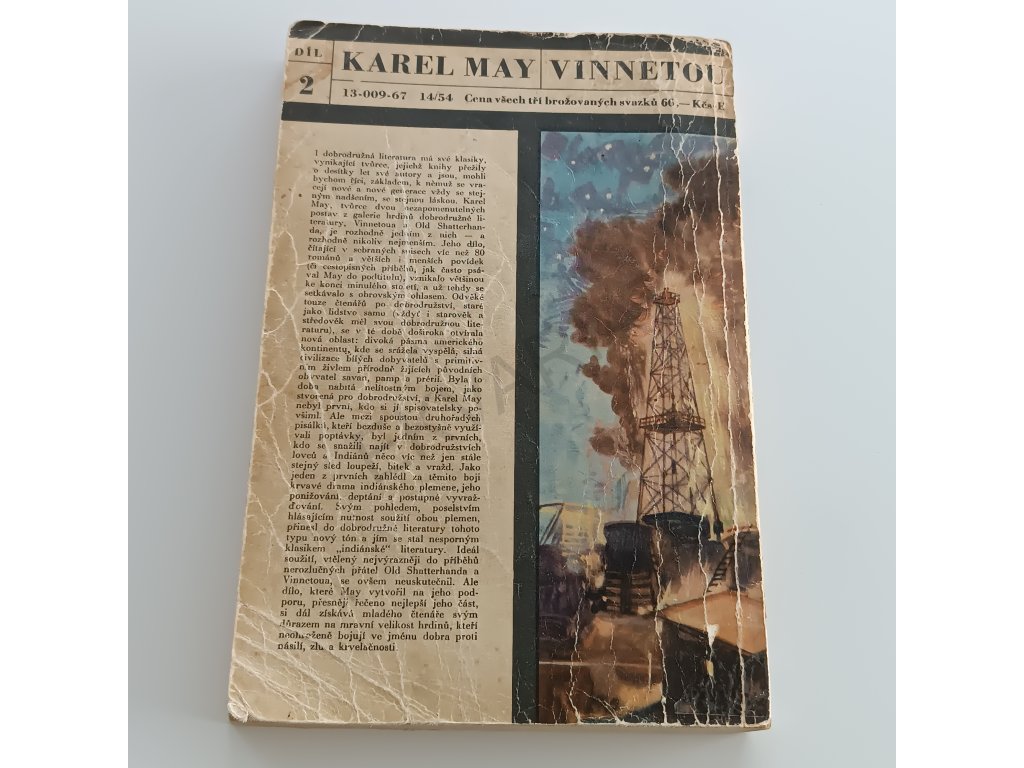 DÍL
2
KAREL MAY
VINNETOU
13-009-67 14/54 Cena všech tří brožovaných svazků 66,— Kčs-E
I dobrodružná literatura má své klasiky,
vynikající tvůrce, jejichž knihy přežily
o desítky let své autory a jsou, mohli
bychom říci, základem, k němuž se vra-
cejí nové a nové generace vždy se stej-
ným nadšením, se stejnou láskou. Karel
May, tvůrce dvou nezapomenutelných
postav z galerie hrdinů dobrodružné li-
teratury, Vinnetoua a Old Shatterhan-
da, je rozhodně jedním z nich — a
rozhodně nikoliv nejmenším. Jeho dílo,
čítající v sebraných spisech víc než 80
románů a větších i menších povídek
(či cestopisných příběhů, jak často psá-
val May do podtitulu), vznikalo většinou
ke konci minulého století, a už tehdy se
setkávalo s obrovským ohlasem. Odvěké
touze čtenářů po dobrodružství, staré
jako lidstvo samo (vždyť i starověk a
středověk měl svou dobrodružnou lite-
raturu), se v té době doširoka otvírala
nová oblast: divoká pásma amerického
kontinentu, kde se srážela vyspělá, silná
civilizace bílých dobyvatelů s primitiv-
ním živlem přírodně žijících původních
obyvatel savan, pamp a prérií. Byla to
doba nabitá nelítostným bojem, jako
stvořená pro dobrodružství, a Karel May
nebyl první, kdo si jí spisovatelsky po-
všiml. Ale mezi spoustou druhořadých
pisálků, kteří bezduše a bezostyšně využí-
vali poptávky, byl jedním z prvních,
kdo se snažili najít v dobrodružstvích
lovců a Indiánů něco víc než jen stále
stejný sled loupeží, bitek a vražd. Jako
jeden z prvních zahlédl za těmito boji
krvavé drama indiánského plemene, jeho
ponižování, deptání a postupné vyvraž-
ďování. Svým pohledem, poselstvím
hlásajícím nutnost soužití obou plemen,
přinesl do dobrodružné literatury tohoto
typu nový tón a jím se stal nesporným
klasikem „indiánské" literatury. Ideál
soužití, vtělený nejvýrazněji do příběhů
nerozlučných přátel Old Shatterhanda a
Vinnetoua, se ovšem neuskutečnil. Ale
dílo, které May vytvořil na jeho pod-
poru, přesněji řečeno nejlepší jeho část,
si dál získává mladého čtenáře svým
důrazem na mravní velikost hrdinů, kteří
neohroženě bojují ve jménu dobra proti
násilí, zlu a krvelačnosti.